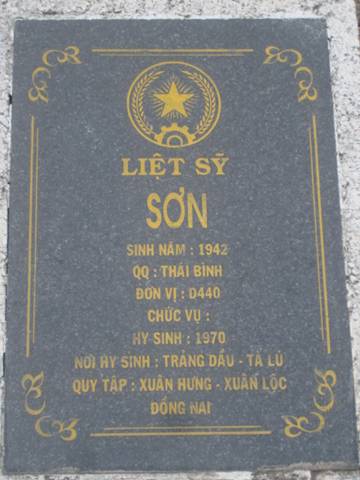 LIỆT SỸ
SƠN
SINH NĂM : 1942
QQ : THÁI BÌNH
ĐƠN VỊ : D440
CHỨC VỤ :
HY SINH : 1970
NƠI HY SINH : TRẢNG DẦU - TÀ LÚ
QUY TẬP : XUÂN HƯNG - XUÂN LỘC
ĐỒNG NAI